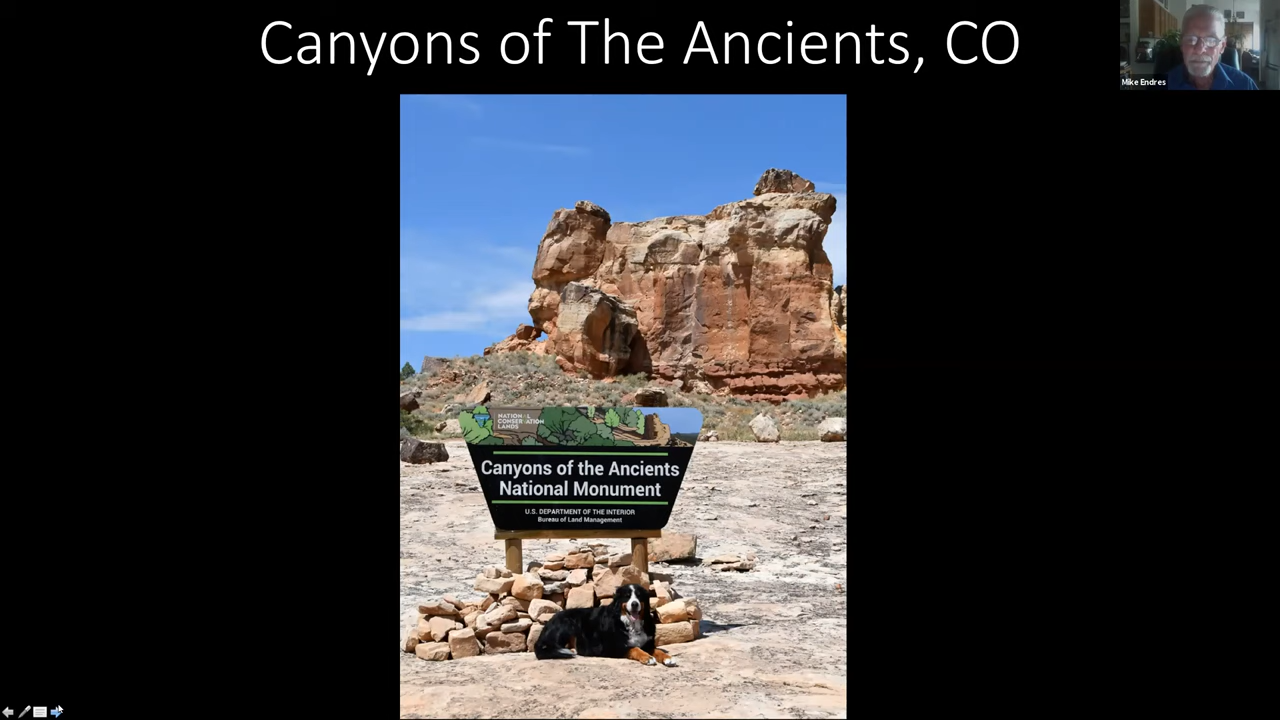 Canyons of The Ancients, CO
Mike Endres
NATIONAL
CONSERVATION
LANDS
Canyons of the Ancients
National Monument
U.S. DEPARTMENT OF THE INTERIOR
Bureau of Land Management